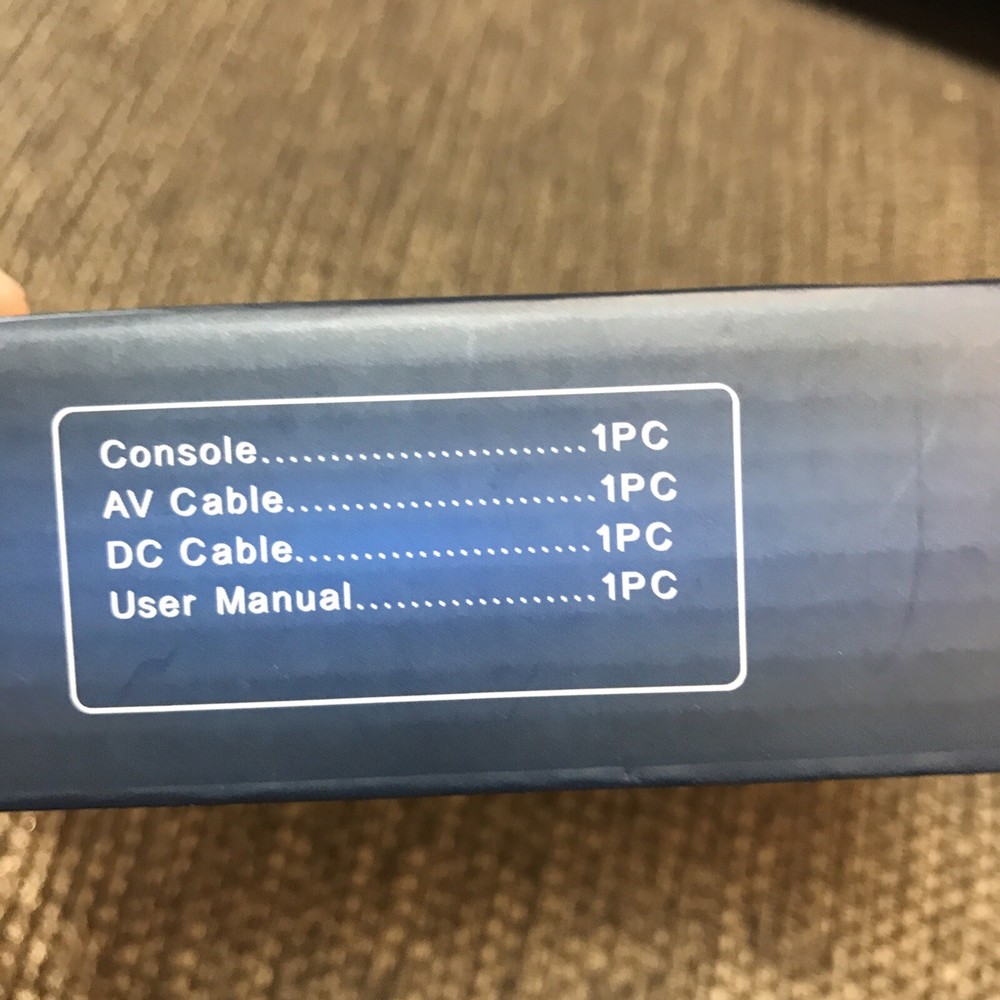 Console.......................1PC
AV Cable......................1PC
DC Cable......................1PC
User Manual..................1PC